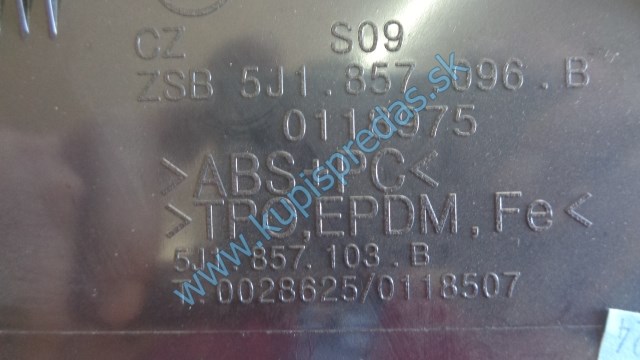 CZ S09
ZSB 5J1.857.096.B
0118975
>ABS+PC<
>TPO,EPDM,Fe<
5J1 857.103.B
0028625/0118507
www.kupispredas.sk